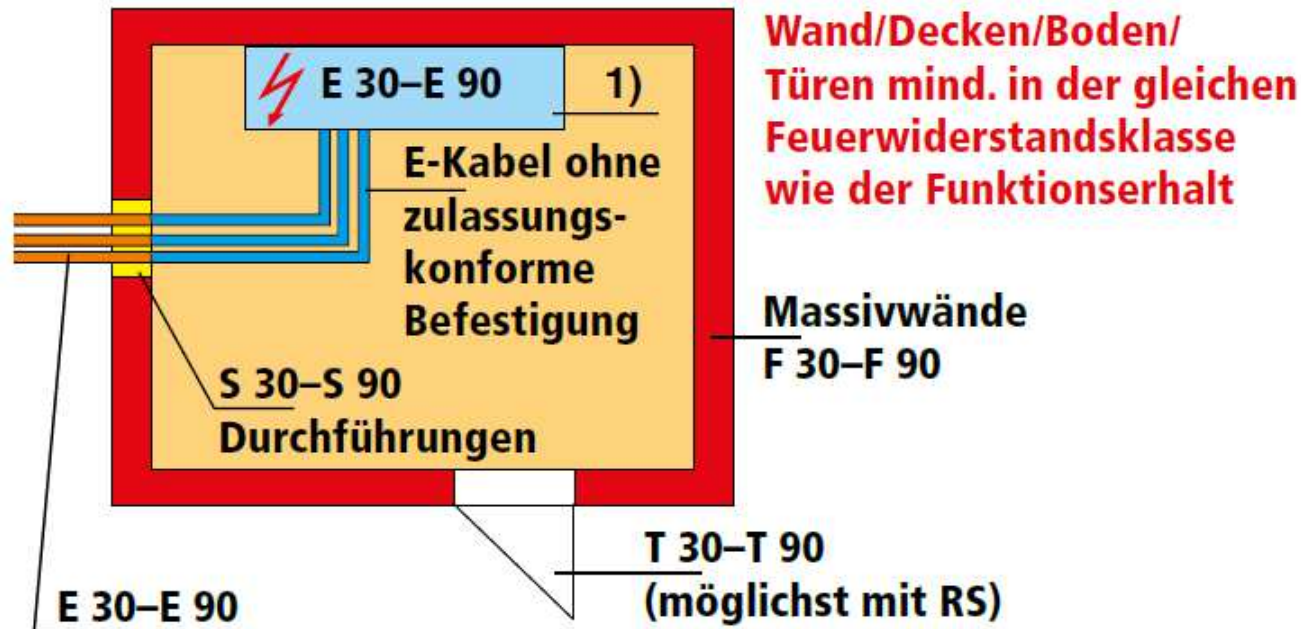 Wand/Decken/Boden/
Türen mind. in der gleichen
Feuerwiderstandsklasse
wie der Funktionserhalt
E 30–E 90
1)
E-Kabel ohne
zulassungs-
konforme
Befestigung
Massivwände
F 30–F 90
S 30–S 90
Durchführungen
T 30–T 90
(möglichst mit RS)
E 30–E 90